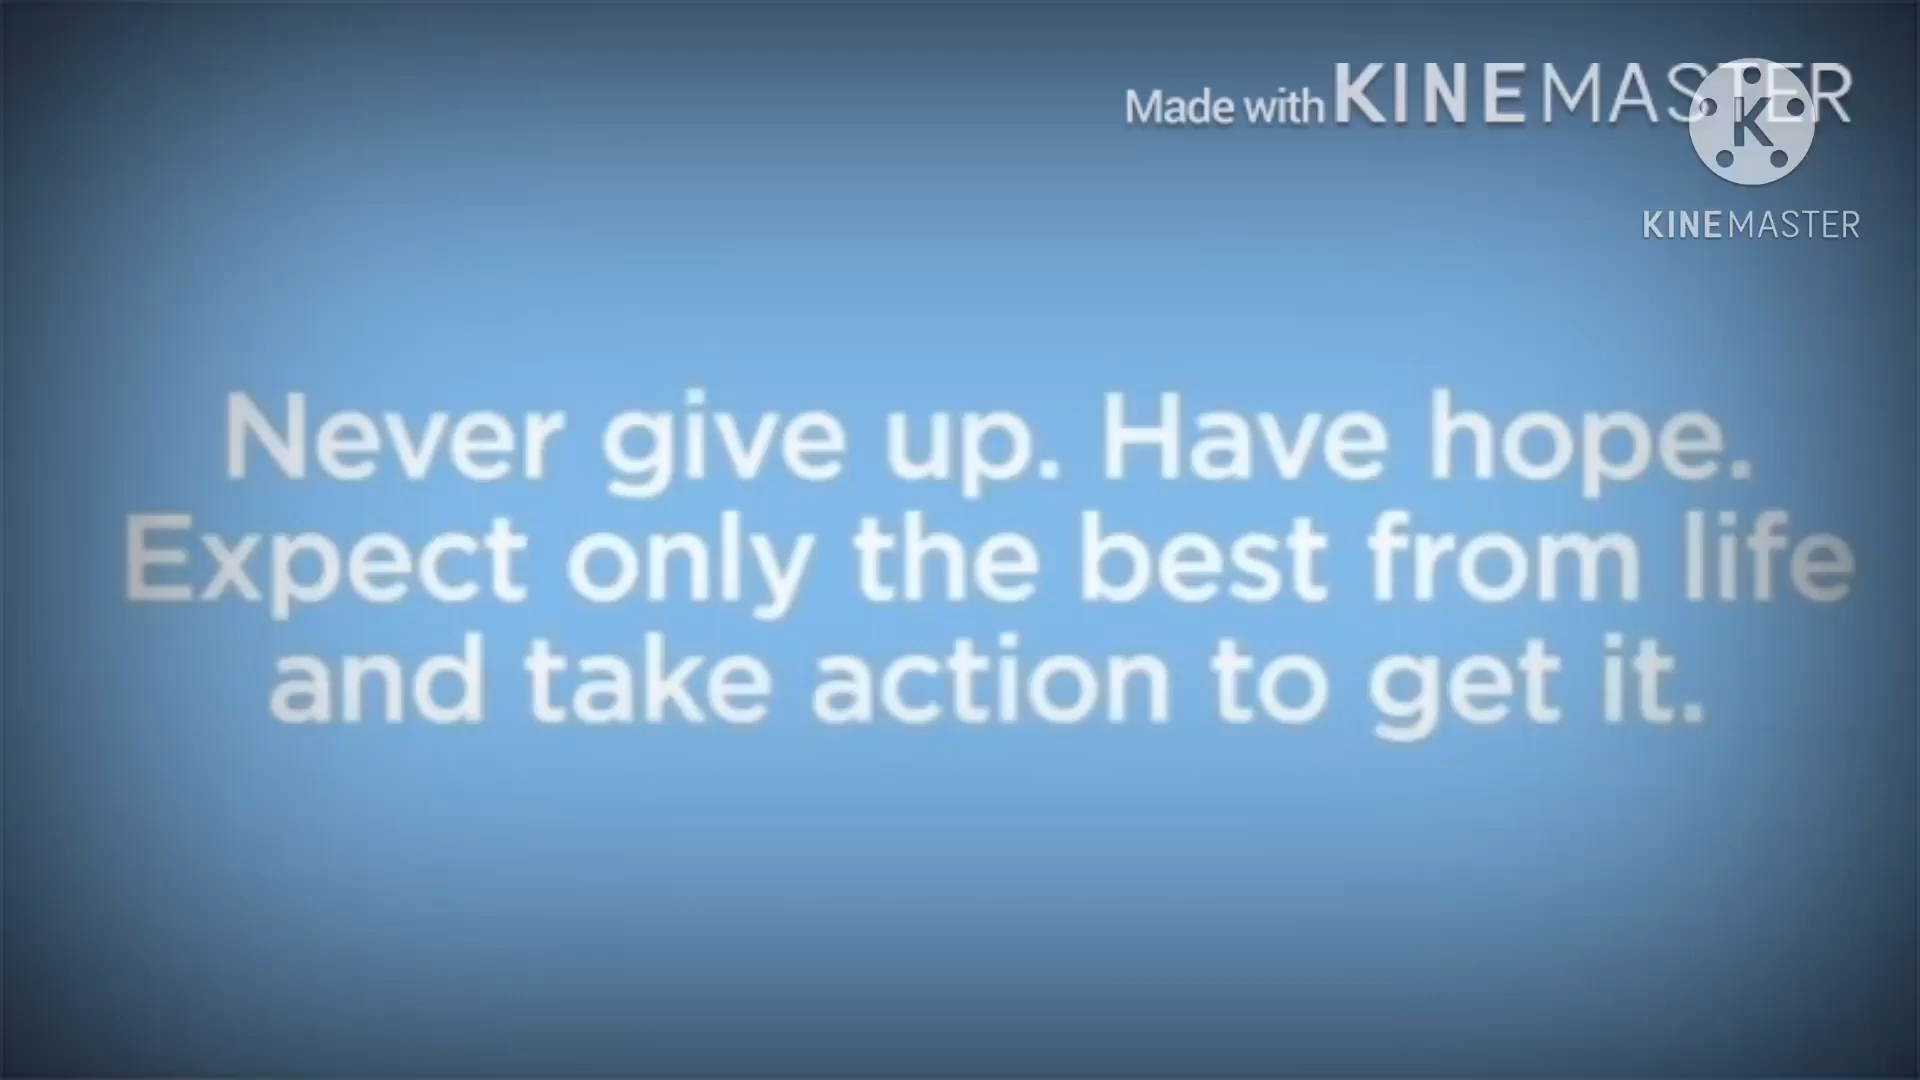 Made with KINEMASTER
K
KINEMASTER
Never give up. Have hope.
Expect only the best from life
and take action to get it.